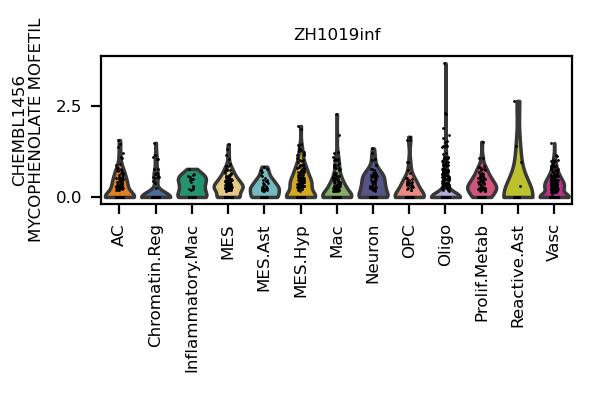 ZH1019inf
CHEMBL1456
MYCOPHENOLATE MOFETIL
2.5
0.0
AC
Chromatin.Reg
Inflammatory.Mac
MES
MES.Ast
MES.Hyp
Mac
Neuron
OPC
Oligo
Prolif.Metab
Reactive.Ast
Vasc